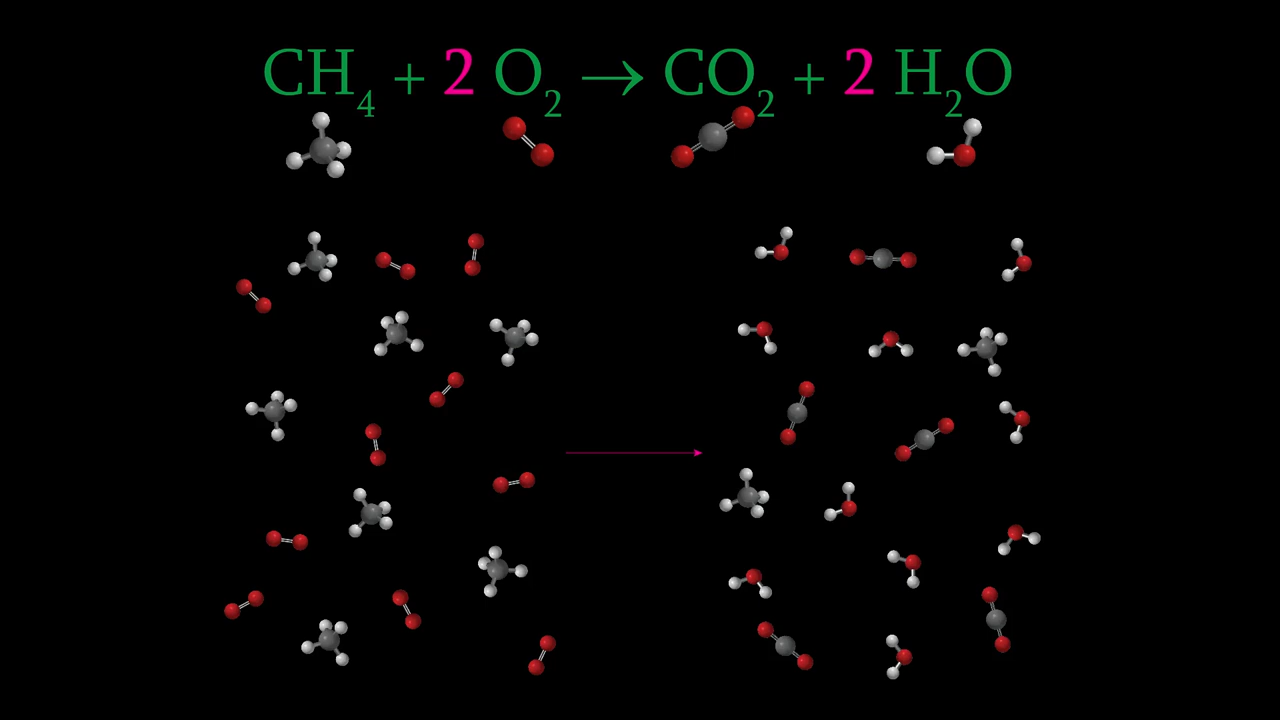 CH₄ + 2 O₂ → CO₂ + 2 H₂O